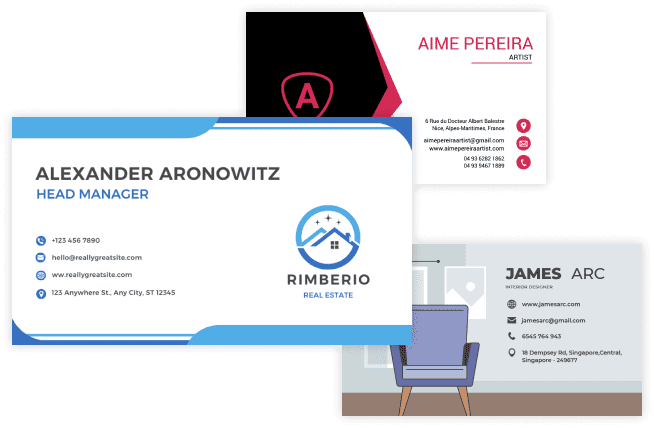 AIME PEREIRA
ARTIST
A
6 Rue du Docteur Albert Balestre
Nice, Alpes-Maritimes, France
aimepereiraartist@gmail.com
www.aimepereiraartist.com
04 93 6282 1862
04 93 9467 1889
ALEXANDER ARONOWITZ
HEAD MANAGER
+123 456 7890
hello@reallygreatsite.com
ww.reallygreatsite.com
123 Anywhere St., Any City, ST 12345
RIMBERIO
REAL ESTATE
JAMES ARC
INTERIOR DESIGNER
www.jamesarc.com
jamesarc@gmail.com
6545 764 943
18 Dempsey Rd, Singapore,Central,
Singapore - 249677